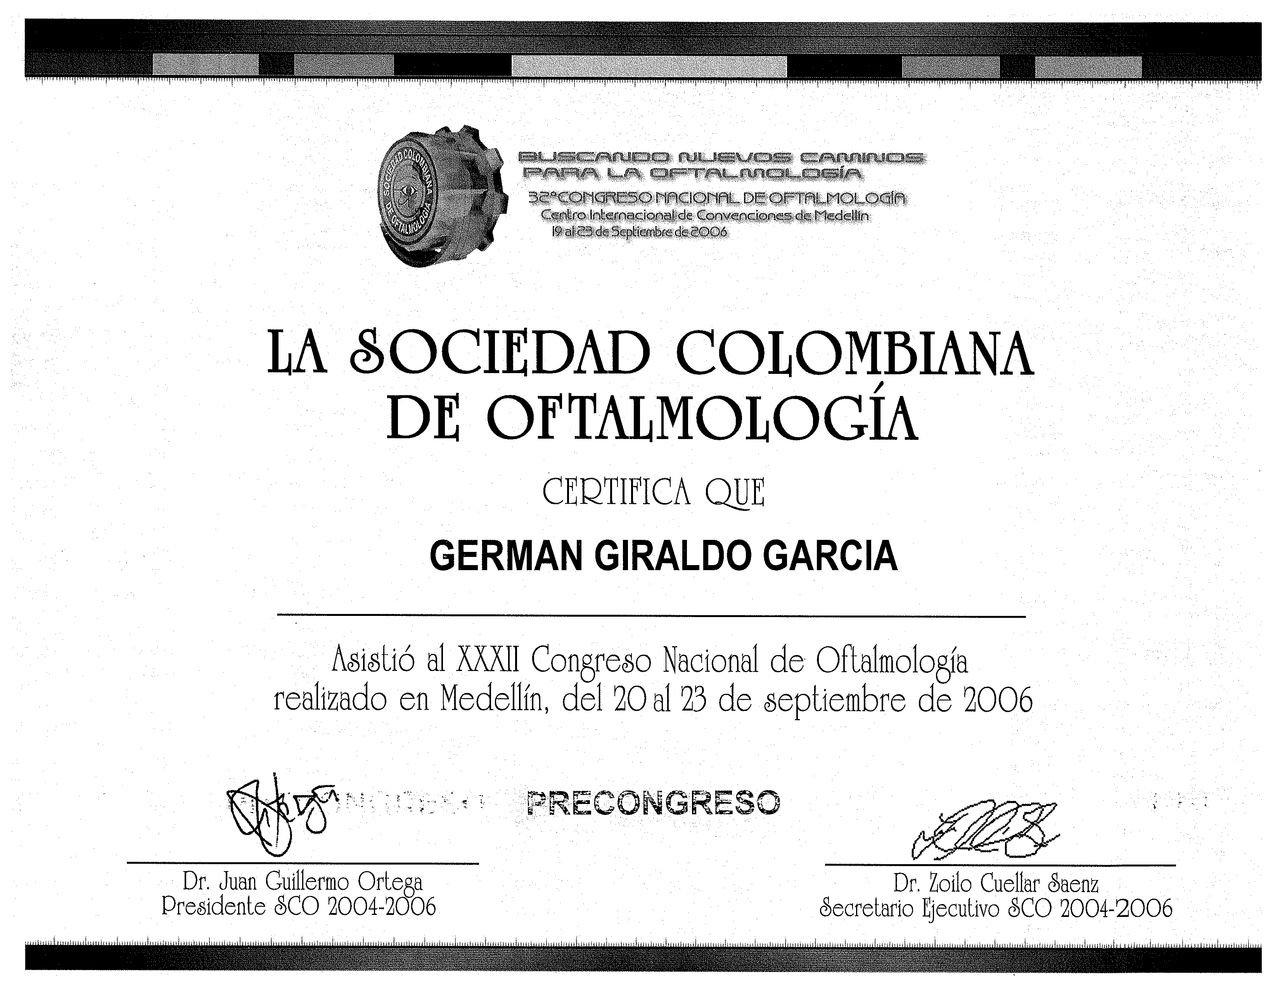 SOCIEDAD COLOMBIANA
DE OFTALMOLOGIA
BUSCANDO NUEVOS CAMINOS
PARA LA OFTALMOLOGÍA
32ºCONGRESO NACIONAL DE OFTALMOLOGÍA
Centro Internacional de Convenciones de Medellín
19 al 23 de Septiembre de 2006
LA SOCIEDAD COLOMBIANA
DE OFTALMOLOGÍA
CERTIFICA QUE
GERMAN GIRALDO GARCIA
Asistió al XXXII Congreso Nacional de Oftalmología
realizado en Medellín, del 20 al 23 de septiembre de 2006
PRECONGRESO
Dr. Juan Guillermo Ortega
Presidente SCO 2004-2006
Dr. Zoilo Cuellar Saenz
Secretario Ejecutivo SCO 2004-2006